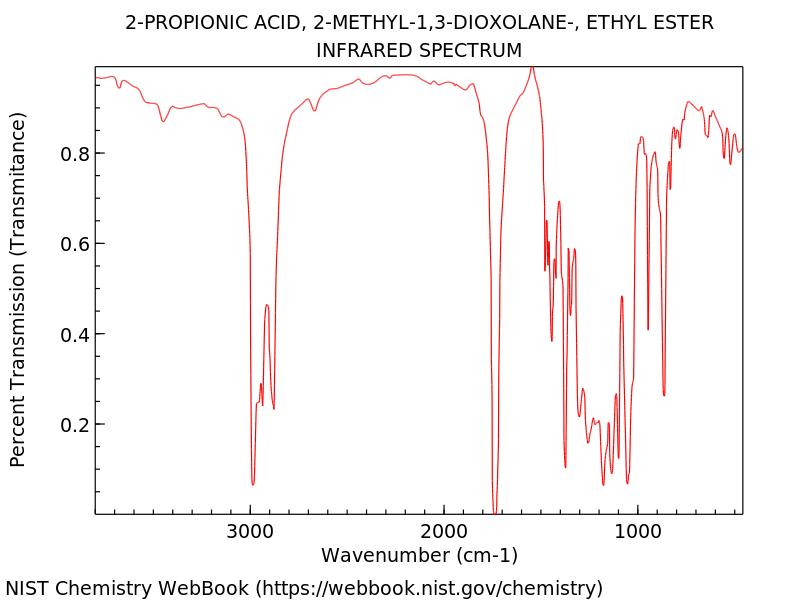 2-PROPIONIC ACID, 2-METHYL-1,3-DIOXOLANE-, ETHYL ESTER
INFRARED SPECTRUM
Percent Transmission (Transmitance)
0.8
0.6
0.4
0.2
3000 2000 1000
Wavenumber (cm-1)
NIST Chemistry WebBook (https://webbook.nist.gov/chemistry)